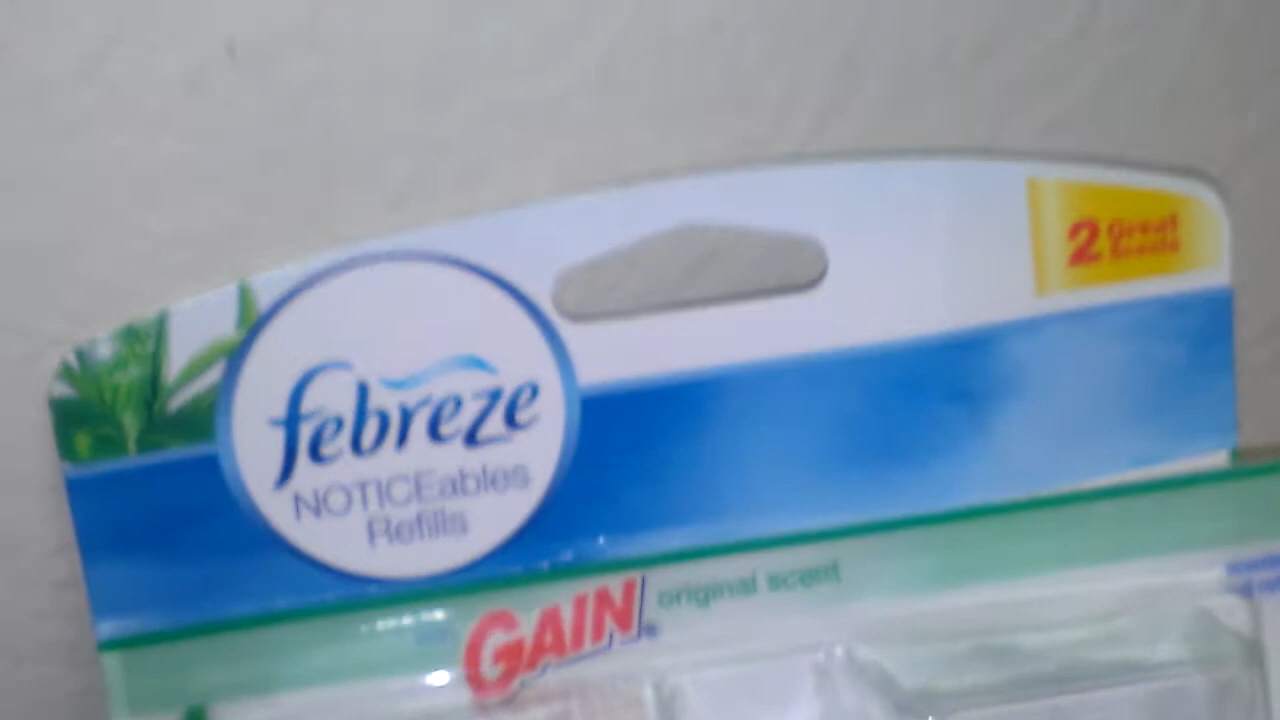 2 Great
Scents
febreze
NOTICEables
Refills
GAIN original scent